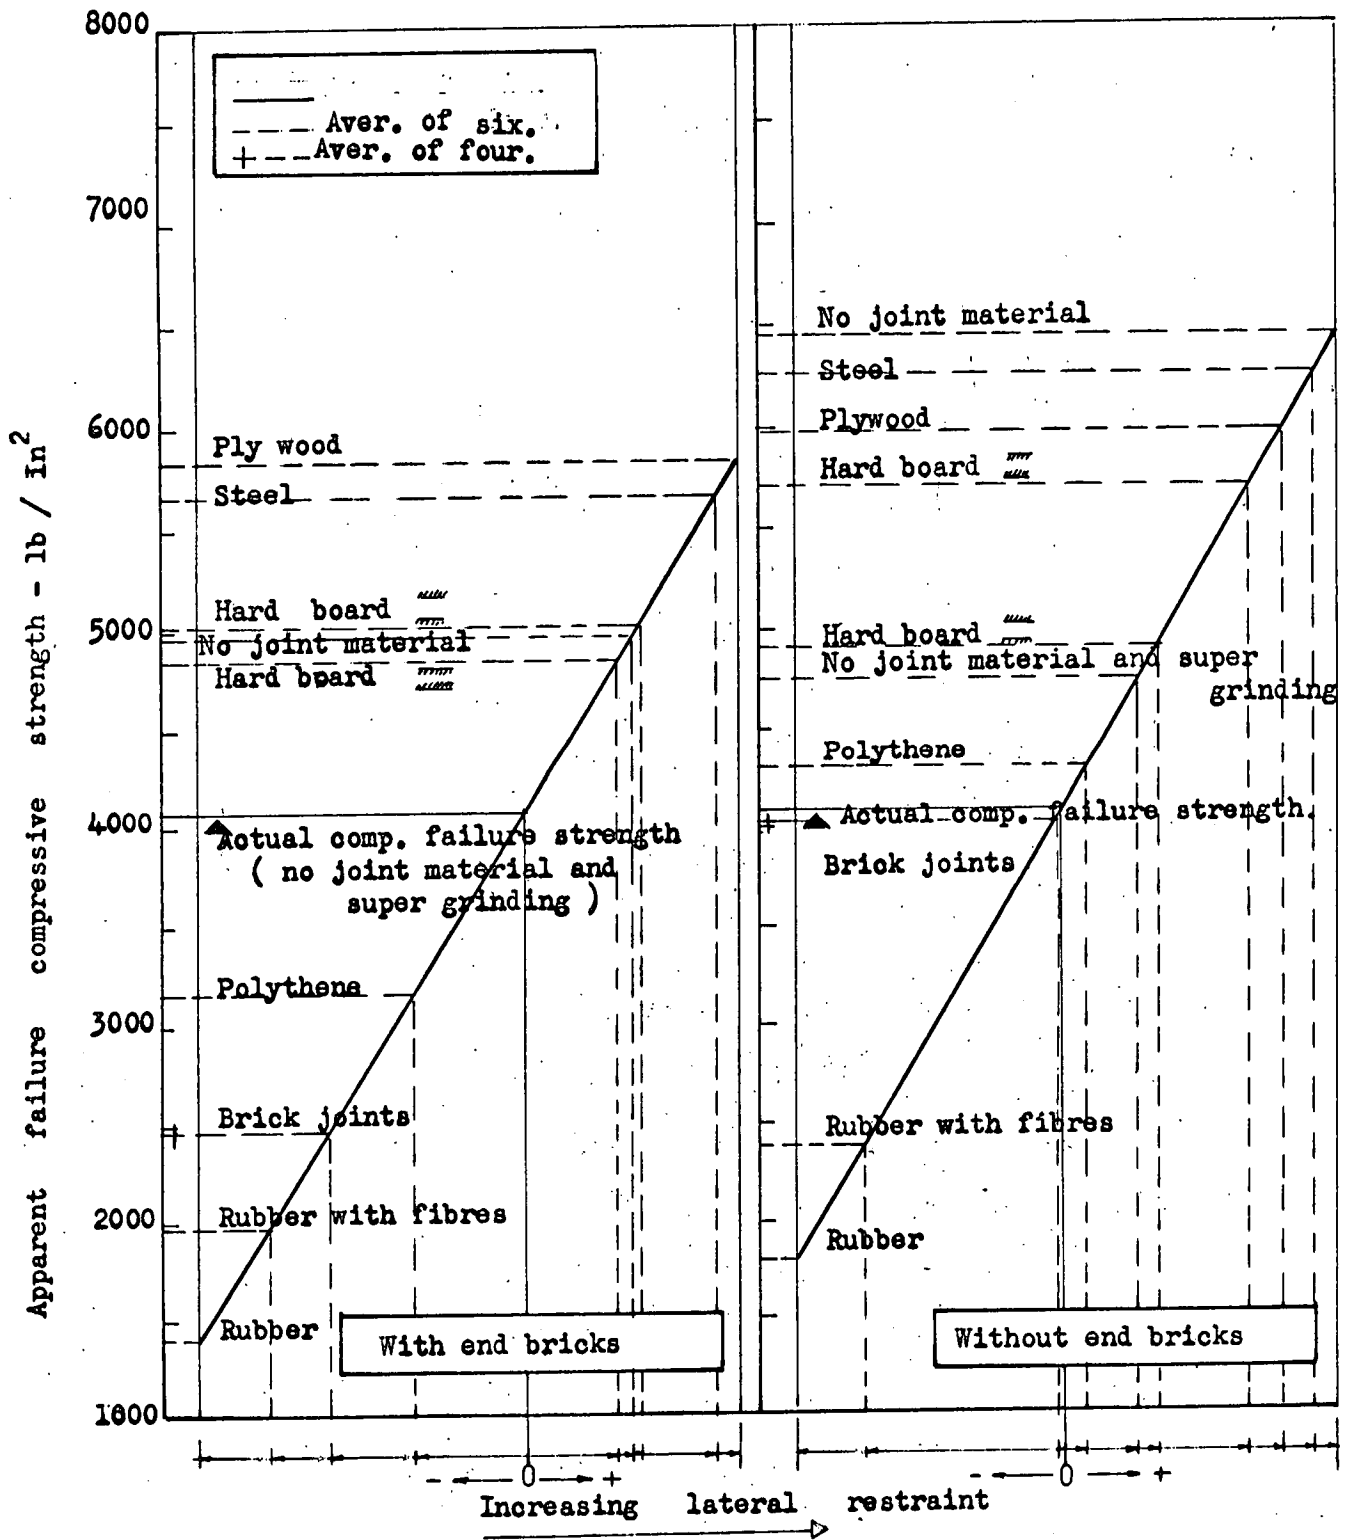 8000
7000
6000
5000
4000
3000
2000
1000
Apparent failure compressive strength - lb / In²
Aver. of six.
Aver. of four.
Ply wood
Steel
Hard board
No joint material
Hard board
Actual comp. failure strength
( no joint material and
super grinding )
Polythene
Brick joints
Rubber with fibres
Rubber
With end bricks
No joint material
Steel
Plywood
Hard board
Hard board
No joint material and super
grinding
Polythene
Actual comp. failure strength.
Brick joints
Rubber with fibres
Rubber
Without end bricks
- 0 +
- 0 +
Increasing lateral restraint